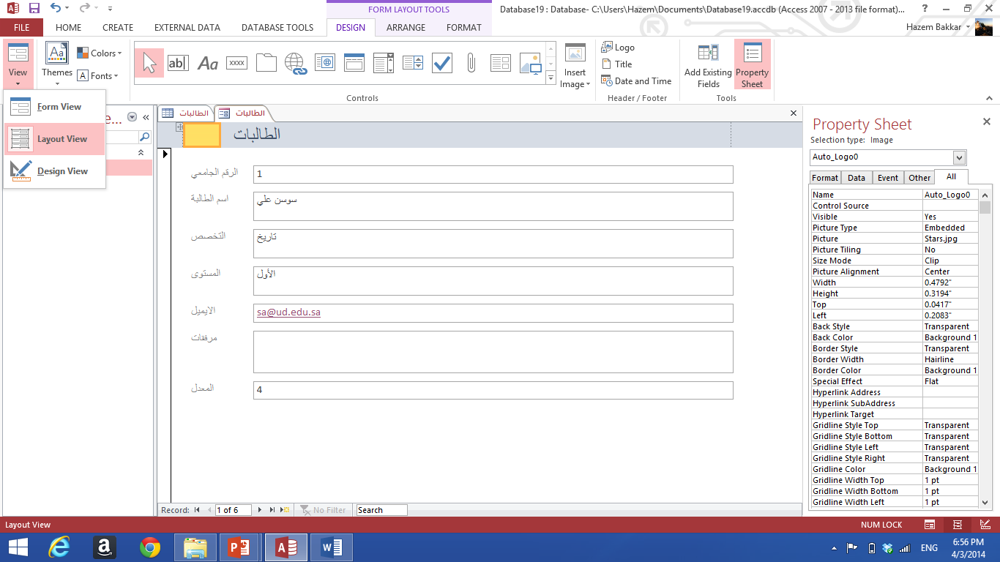 FORM LAYOUT TOOLS
Database19 : Database- C:\Users\Hazem\Documents\Database19.accdb (Access 2007 - 2013 file format)...
FILE HOME CREATE EXTERNAL DATA DATABASE TOOLS DESIGN ARRANGE FORMAT
Hazem Bakkar
View
Themes
Colors
Fonts
ab|
Aa
xxxx
Controls
Insert Image
Logo
Title
Date and Time
Header / Footer
Add Existing Fields
Property Sheet
Tools
Form View
Layout View
Design View
e...
الطالبات
الطالبات
الطالبات
الرقم الجامعي
1
اسم الطالبة
سوسن علي
التخصص
تاريخ
المستوى
الأول
الايميل
sa@ud.edu.sa
مرفقات
المعدل
4
Record:
1 of 6
No Filter
Search
Property Sheet
Selection type: Image
Auto_Logo0
Format Data Event Other All
Name Auto_Logo0
Control Source
Visible Yes
Picture Type Embedded
Picture Stars.jpg
Picture Tiling No
Size Mode Clip
Picture Alignment Center
Width 0.4792"
Height 0.3194"
Top 0.0417"
Left 0.2083"
Back Style Transparent
Back Color Background 1
Border Style Transparent
Border Width Hairline
Border Color Background 1
Special Effect Flat
Hyperlink Address
Hyperlink SubAddress
Hyperlink Target
Gridline Style Top Transparent
Gridline Style Bottom Transparent
Gridline Style Left Transparent
Gridline Style Right Transparent
Gridline Color Background 1
Gridline Width Top 1 pt
Gridline Width Bottom 1 pt
Gridline Width Left 1 pt
Layout View
NUM LOCK
ENG
6:56 PM
4/3/2014